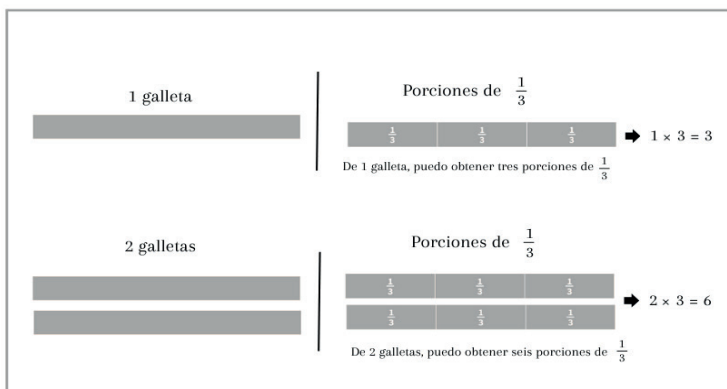 1 galleta
Porciones de 1/3
1/3 1/3 1/3
1 × 3 = 3
De 1 galleta, puedo obtener tres porciones de 1/3
2 galletas
Porciones de 1/3
1/3 1/3 1/3
1/3 1/3 1/3
2 × 3 = 6
De 2 galletas, puedo obtener seis porciones de 1/3